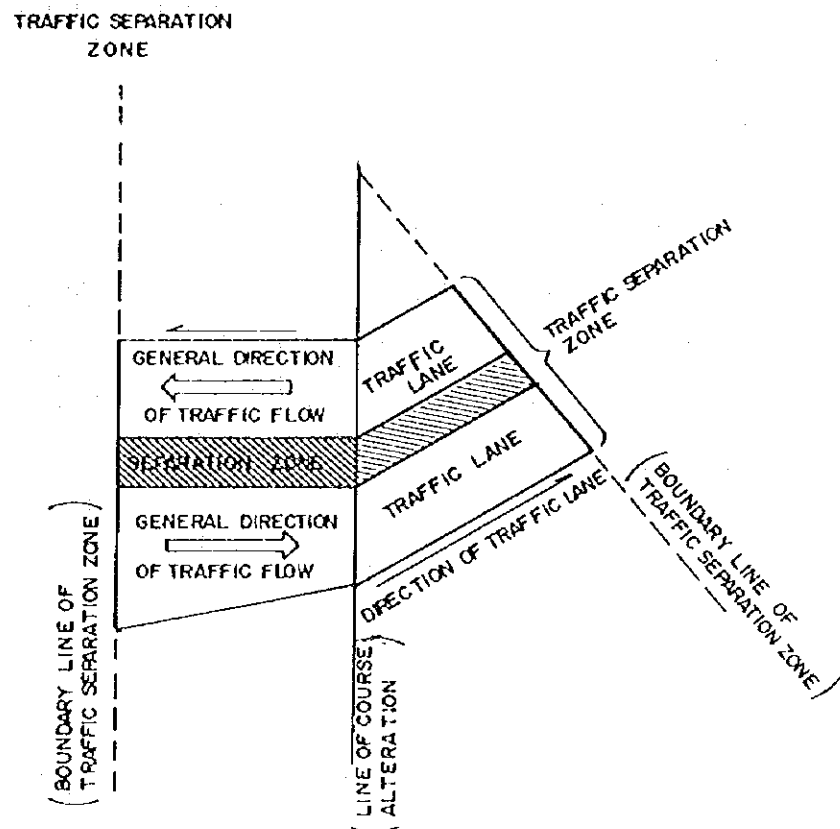 TRAFFIC SEPARATION
ZONE
TRAFFIC SEPARATION
ZONE
GENERAL DIRECTION
OF TRAFFIC FLOW
TRAFFIC
LANE
SEPARATION ZONE
TRAFFIC LANE
GENERAL DIRECTION
OF TRAFFIC FLOW
DIRECTION OF TRAFFIC LANE
(BOUNDARY LINE OF
TRAFFIC SEPARATION ZONE)
(BOUNDARY LINE OF
TRAFFIC SEPARATION ZONE)
(LINE OF COURSE
ALTERATION)